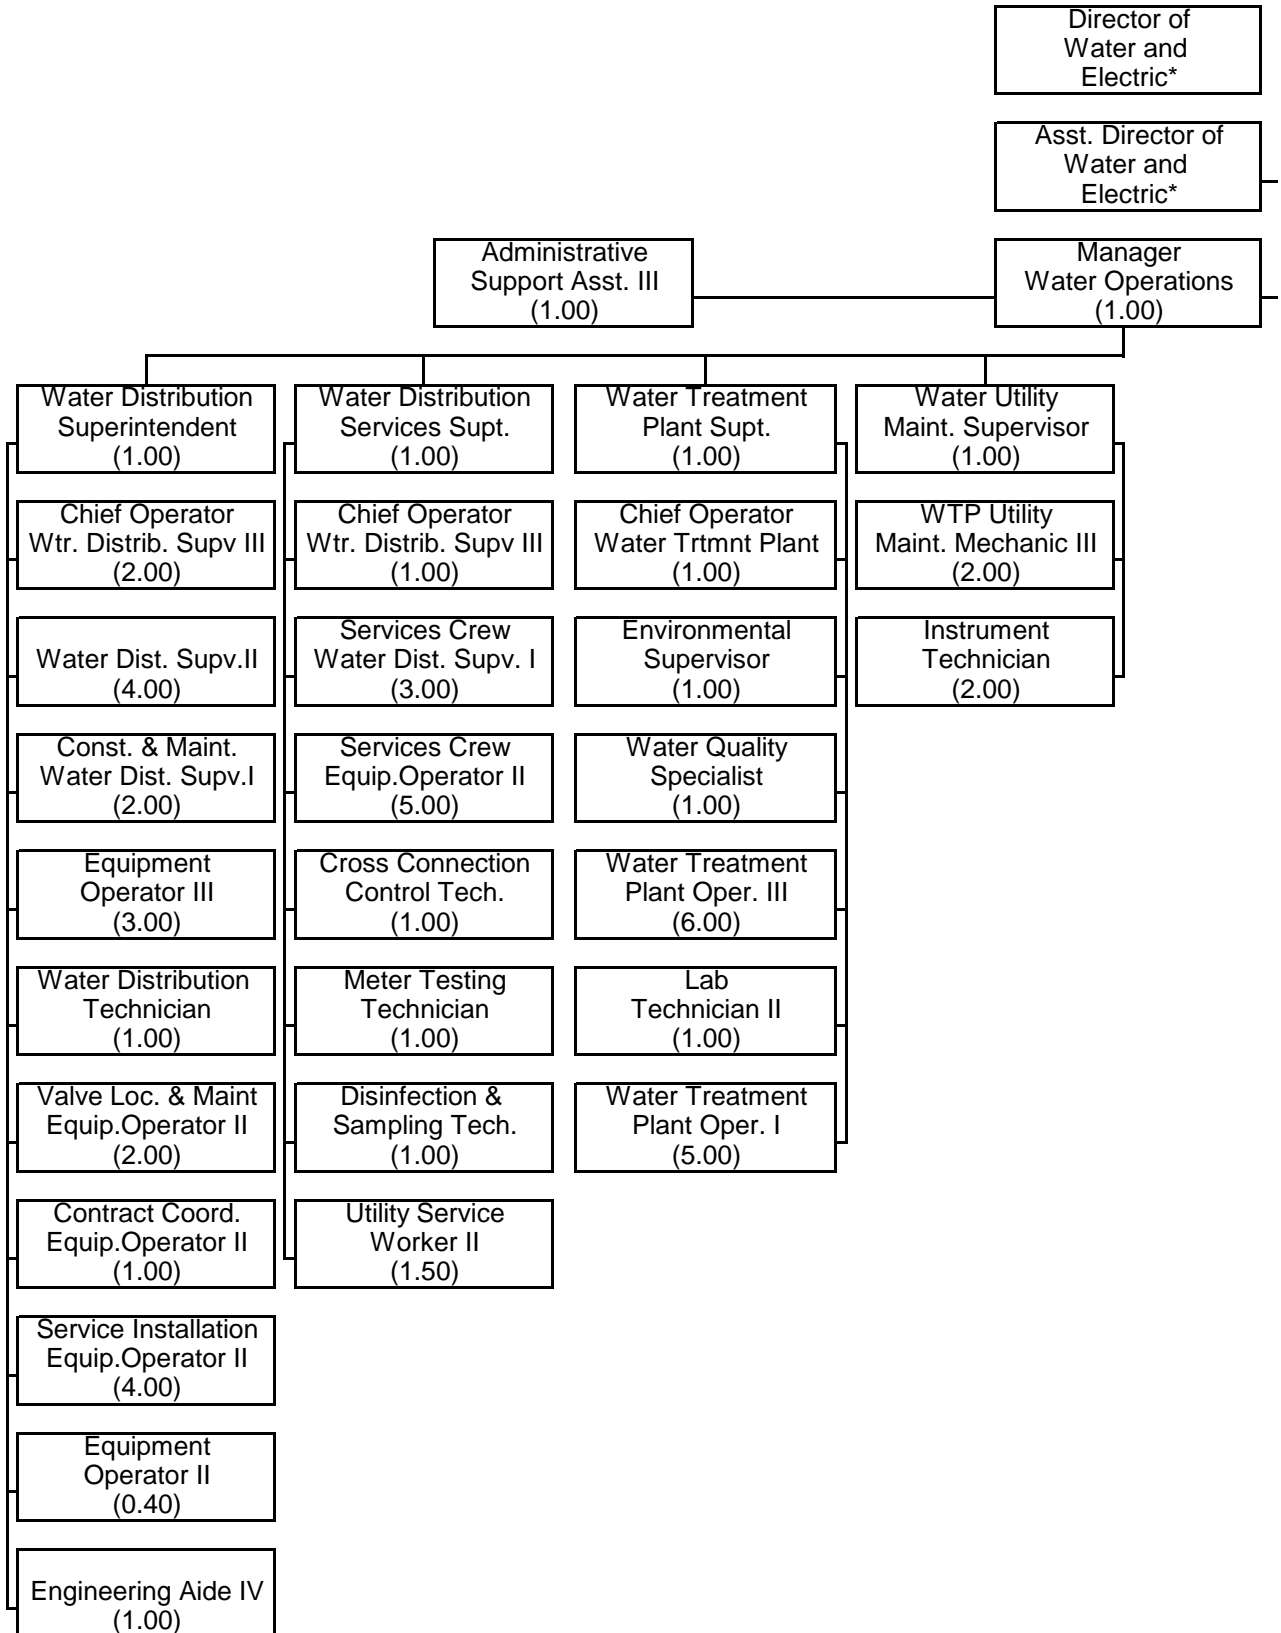 Director of
Water and
Electric*
Asst. Director of
Water and
Electric*
Administrative
Support Asst. III
(1.00)
Manager
Water Operations
(1.00)
Water Distribution
Superintendent
(1.00)
Chief Operator
Wtr. Distrib. Supv III
(2.00)
Water Dist. Supv.II
(4.00)
Const. & Maint.
Water Dist. Supv.I
(2.00)
Equipment
Operator III
(3.00)
Water Distribution
Technician
(1.00)
Valve Loc. & Maint
Equip.Operator II
(2.00)
Contract Coord.
Equip.Operator II
(1.00)
Service Installation
Equip.Operator II
(4.00)
Equipment
Operator II
(0.40)
Engineering Aide IV
(1.00)
Water Distribution
Services Supt.
(1.00)
Chief Operator
Wtr. Distrib. Supv III
(1.00)
Services Crew
Water Dist. Supv. I
(3.00)
Services Crew
Equip.Operator II
(5.00)
Cross Connection
Control Tech.
(1.00)
Meter Testing
Technician
(1.00)
Disinfection &
Sampling Tech.
(1.00)
Utility Service
Worker II
(1.50)
Water Treatment
Plant Supt.
(1.00)
Chief Operator
Water Trtmnt Plant
(1.00)
Environmental
Supervisor
(1.00)
Water Quality
Specialist
(1.00)
Water Treatment
Plant Oper. III
(6.00)
Lab
Technician II
(1.00)
Water Treatment
Plant Oper. I
(5.00)
Water Utility
Maint. Supervisor
(1.00)
WTP Utility
Maint. Mechanic III
(2.00)
Instrument
Technician
(2.00)